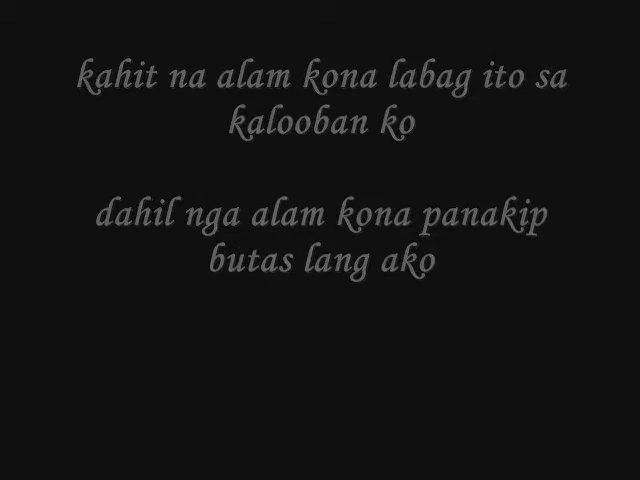 kahit na alam kona labag ito sa
kalooban ko
dahil nga alam kona panakip
butas lang ako